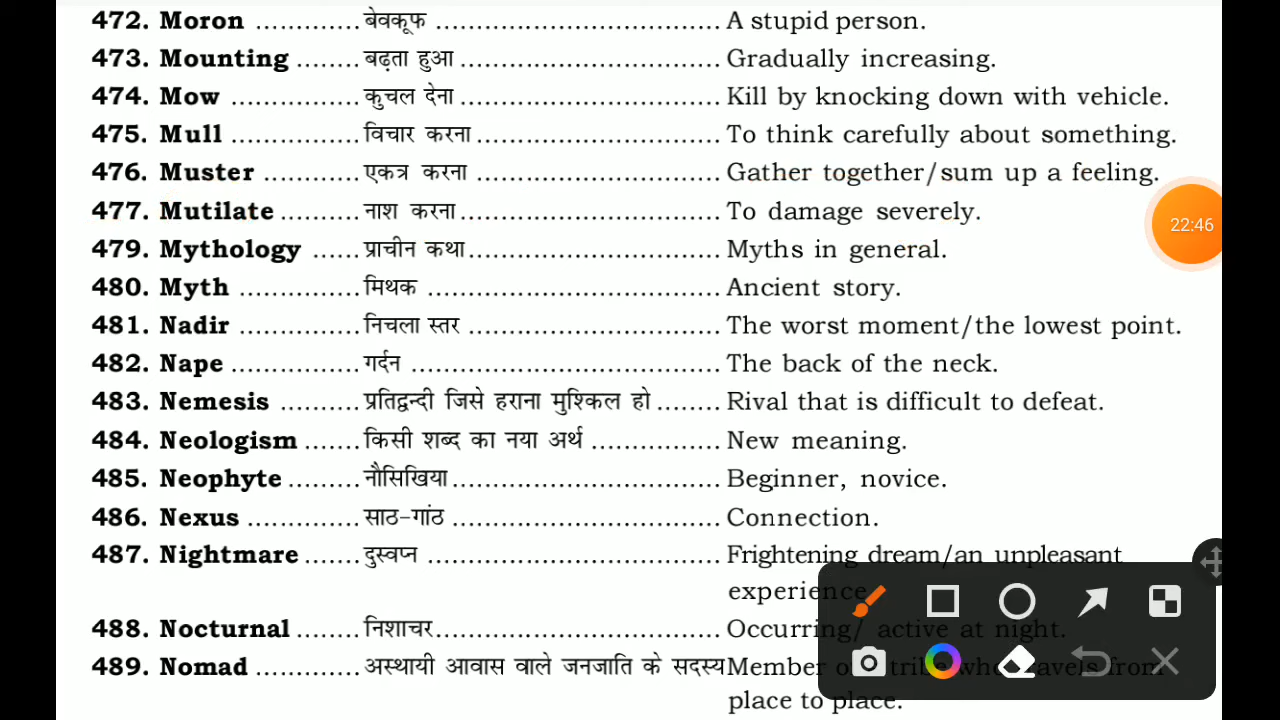 472. Moron .............बेवकूफ ...................................A stupid person.
473. Mounting ........बढ़ता हुआ ................................Gradually increasing.
474. Mow ................कुचल देना ................................Kill by knocking down with vehicle.
475. Mull .................विचार करना ..............................To think carefully about something.
476. Muster ............एकत्र करना ..............................Gather together/sum up a feeling.
477. Mutilate ..........नाश करना ................................To damage severely.
479. Mythology ......प्राचीन कथा...............................Myths in general.
480. Myth ...............मिथक ....................................Ancient story.
481. Nadir ...............निचला स्तर ...............................The worst moment/the lowest point.
482. Nape ................गर्दन ......................................The back of the neck.
483. Nemesis ..........प्रतिद्वन्दी जिसे हराना मुश्किल हो ........Rival that is difficult to defeat.
484. Neologism .......किसी शब्द का नया अर्थ ................New meaning.
485. Neophyte .........नौसिखिया.................................Beginner, novice.
486. Nexus ..............साठ-गांठ .................................Connection.
487. Nightmare .......दुस्वप्न ....................................Frightening dream/an unpleasant
experience
488. Nocturnal .......निशाचर...................................Occurring/ active at night.
489. Nomad .............अस्थायी आवास वाले जनजाति के सदस्य Member of a tribe who travels from
place to place.
22:46